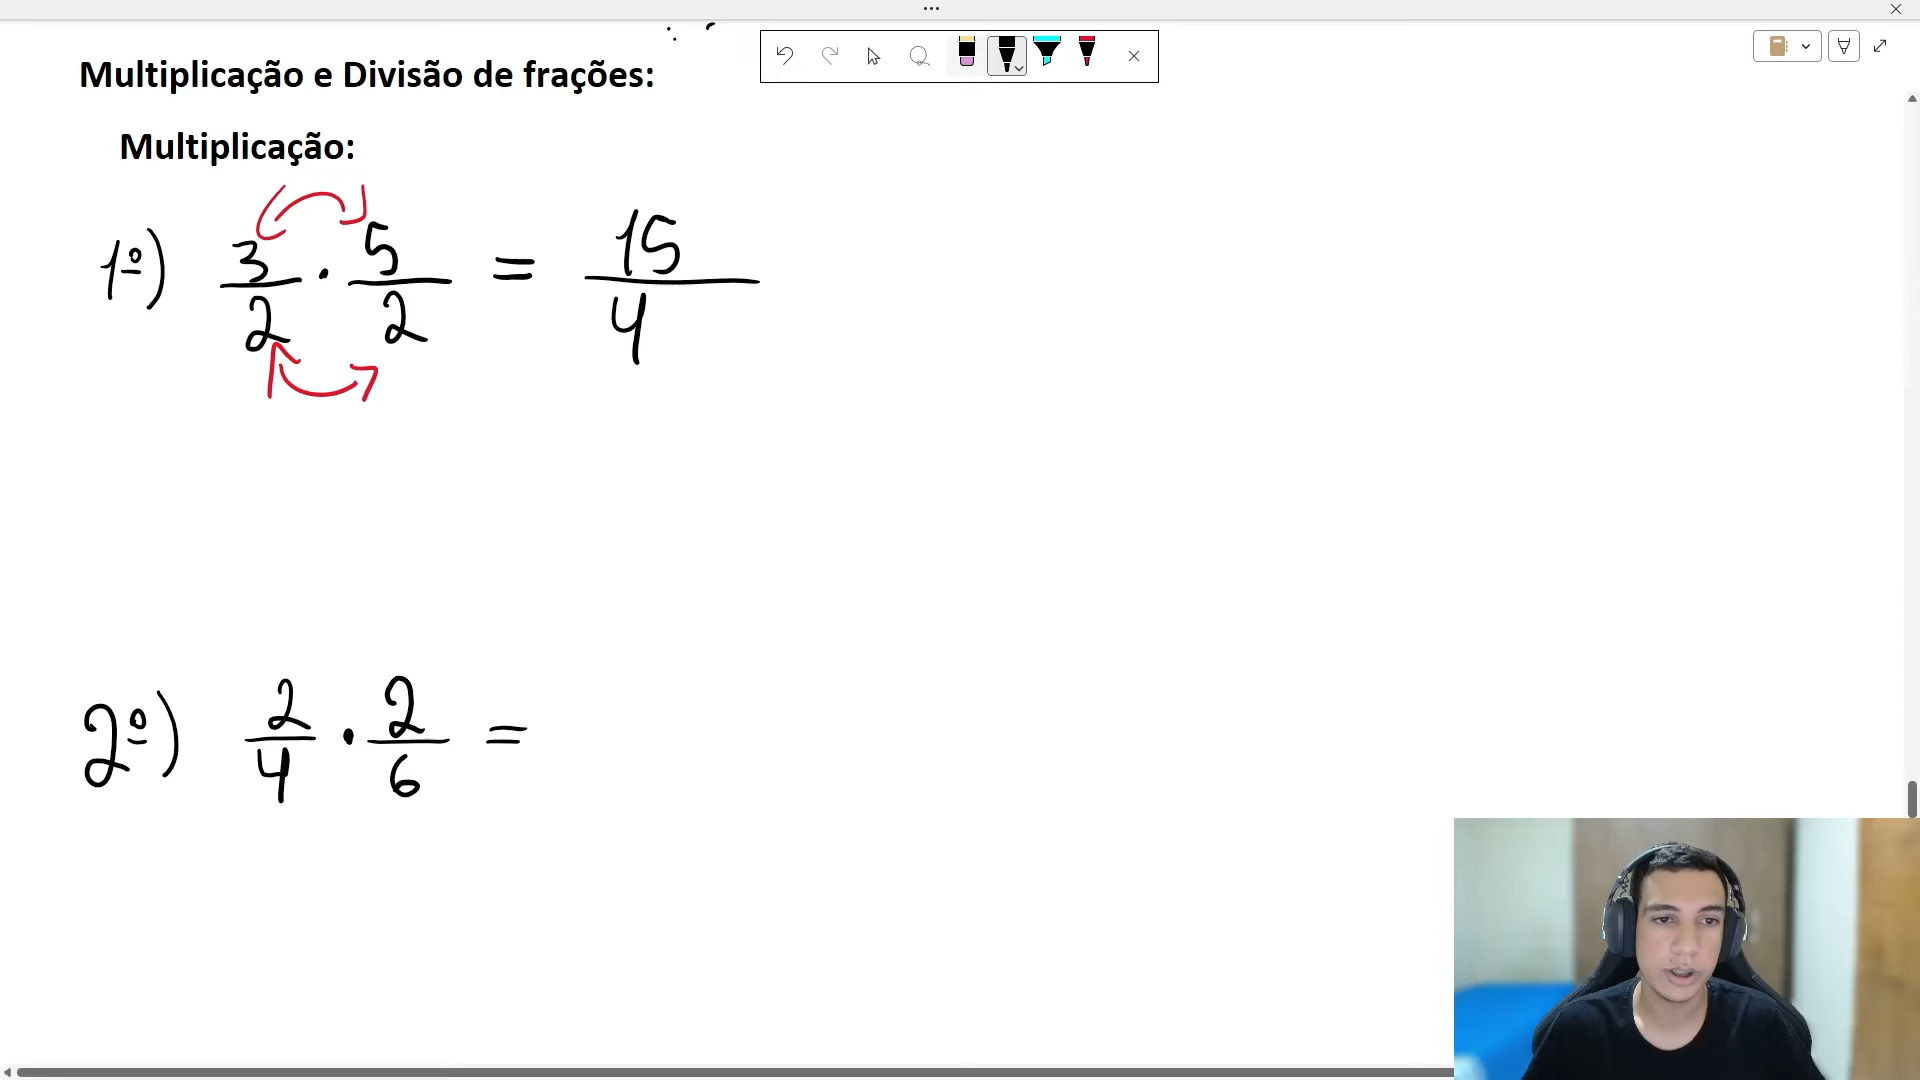 Multiplicação e Divisão de frações:
Multiplicação:
1º) 3/2 · 5/2 = 15/4
2º) 2/4 · 2/6 =